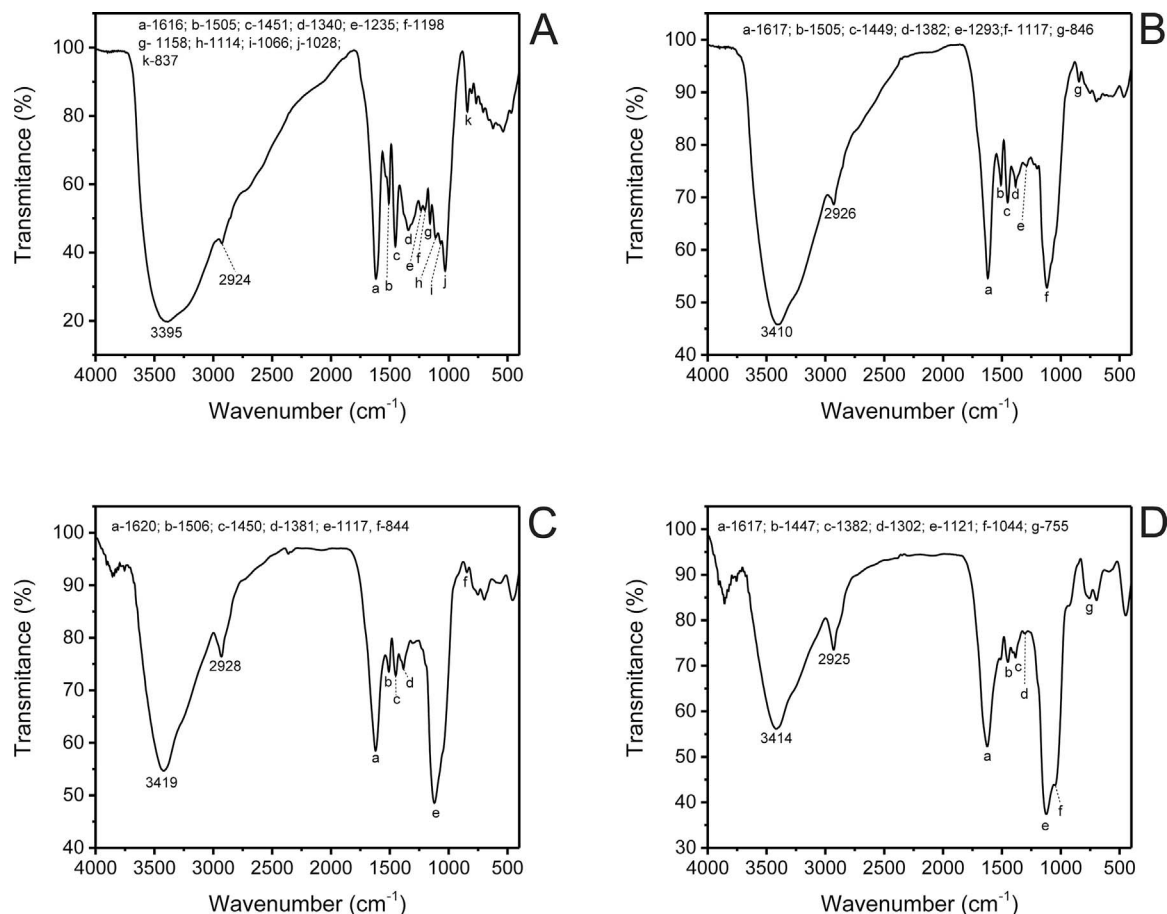 A
a-1616; b-1505; c-1451; d-1340; e-1235; f-1198
g- 1158; h-1114; i-1066; j-1028;
k-837
Transmitance (%)
100
80
60
40
20
3395
2924
a
b
c
d
e
f
g
h
i
j
k
4000 3500 3000 2500 2000 1500 1000 500
Wavenumber (cm⁻¹)
B
a-1617; b-1505; c-1449; d-1382; e-1293;f- 1117; g-846
Transmitance (%)
100
90
80
70
60
50
40
3410
2926
a
b
c
d
e
f
g
4000 3500 3000 2500 2000 1500 1000 500
Wavenumber (cm⁻¹)
C
a-1620; b-1506; c-1450; d-1381; e-1117, f-844
Transmitance (%)
100
90
80
70
60
50
40
3419
2928
a
b
c
d
e
f
4000 3500 3000 2500 2000 1500 1000 500
Wavenumber (cm⁻¹)
D
a-1617; b-1447; c-1382; d-1302; e-1121; f-1044; g-755
Transmitance (%)
100
90
80
70
60
50
40
30
3414
2925
a
b
c
d
e
f
g
4000 3500 3000 2500 2000 1500 1000 500
Wavenumber (cm⁻¹)